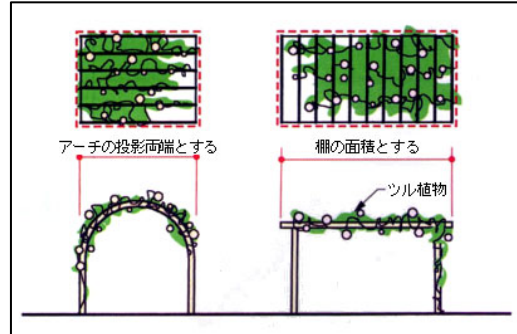 アーチの投影両端とする
棚の面積とする
ツル植物